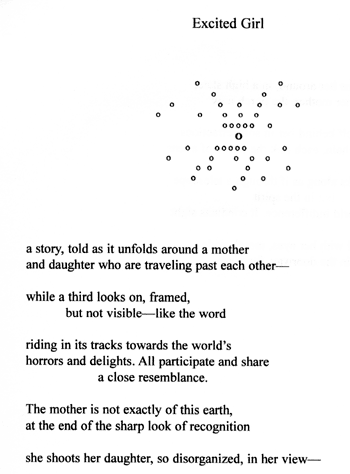 Excited Girl
o o
o o
o o o o o o
o o o o o
o o o o o o
o
o o o o o o o
o o o o o
o o o o
o o o
o
a story, told as it unfolds around a mother
and daughter who are traveling past each other—
while a third looks on, framed,
but not visible—like the word
riding in its tracks towards the world's
horrors and delights. All participate and share
a close resemblance.
The mother is not exactly of this earth,
at the end of the sharp look of recognition
she shoots her daughter, so disorganized, in her view—